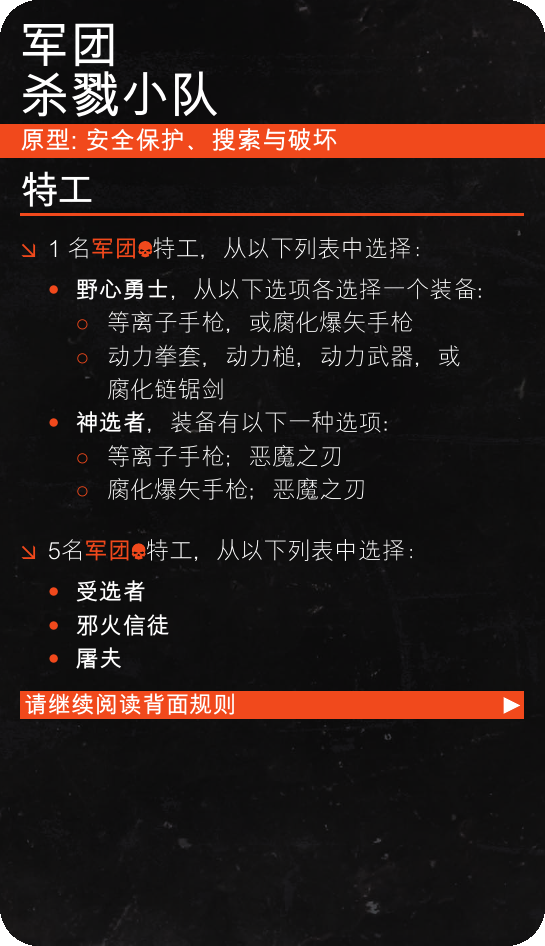 军团
杀戮小队
原型: 安全保护、搜索与破坏
特工
1 名军团特工，从以下列表中选择：
野心勇士，从以下选项各选择一个装备:
等离子手枪，或腐化爆矢手枪
动力拳套，动力槌，动力武器，或
腐化链锯剑
神选者，装备有以下一种选项:
等离子手枪；恶魔之刃
腐化爆矢手枪；恶魔之刃
5名军团特工，从以下列表中选择：
受选者
邪火信徒
屠夫
请继续阅读背面规则